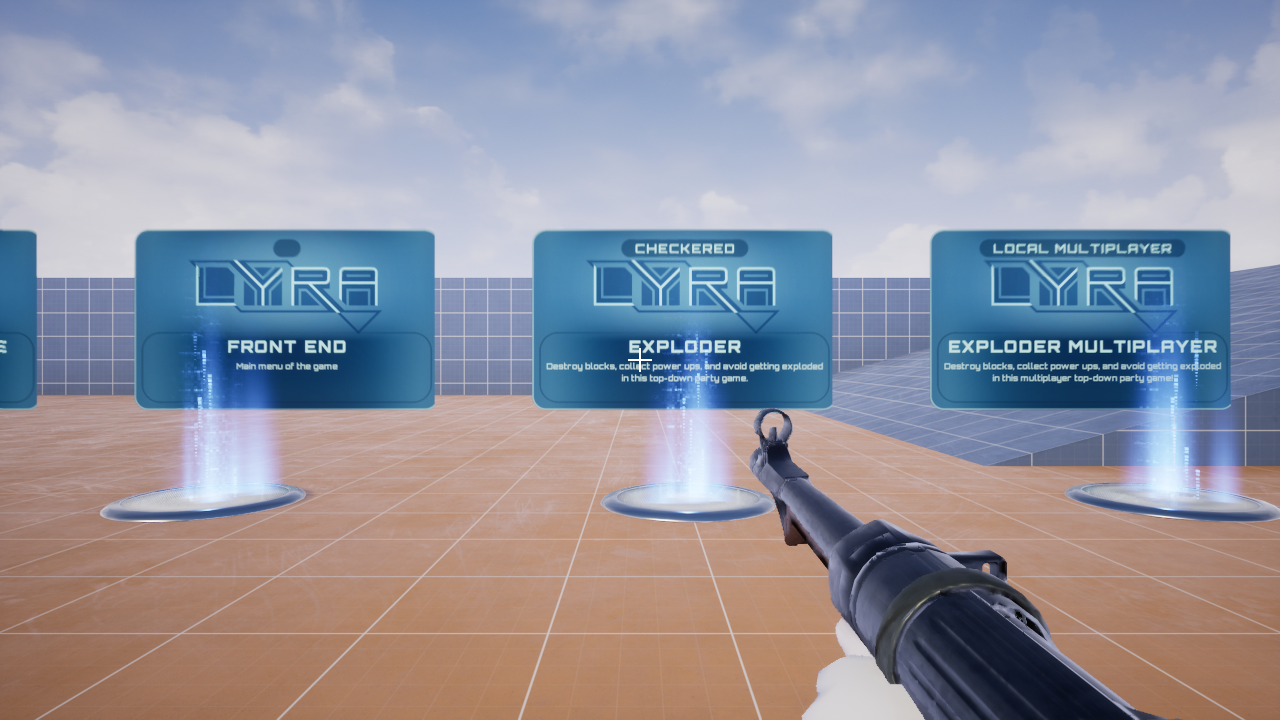 LYRA
FRONT END
Main menu of the game
CHECKERED
LYRA
EXPLODER
Destroy blocks, collect power ups, and avoid getting exploded
in this top-down party game.
LOCAL MULTIPLAYER
LYRA
EXPLODER MULTIPLAYER
Destroy blocks, collect power ups, and avoid getting exploded
in this multiplayer top-down party game!